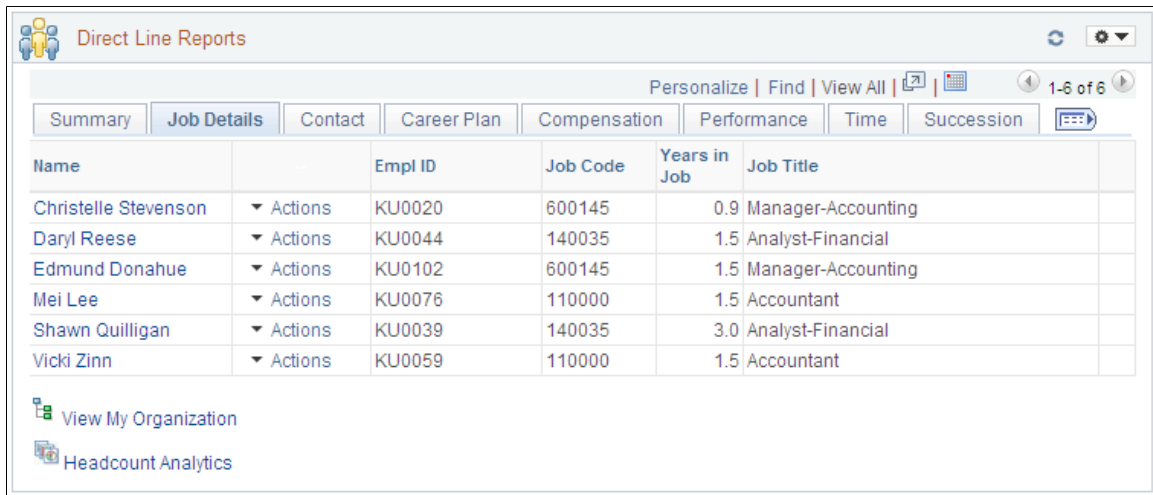 Direct Line Reports
Personalize | Find | View All | |  1-6 of 6
Summary Job Details Contact Career Plan Compensation Performance Time Succession
Name Empl ID Job Code Years in Job Job Title
Christelle Stevenson Actions KU0020 600145 0.9 Manager-Accounting
Daryl Reese Actions KU0044 140035 1.5 Analyst-Financial
Edmund Donahue Actions KU0102 600145 1.5 Manager-Accounting
Mei Lee Actions KU0076 110000 1.5 Accountant
Shawn Quilligan Actions KU0039 140035 3.0 Analyst-Financial
Vicki Zinn Actions KU0059 110000 1.5 Accountant
View My Organization
Headcount Analytics